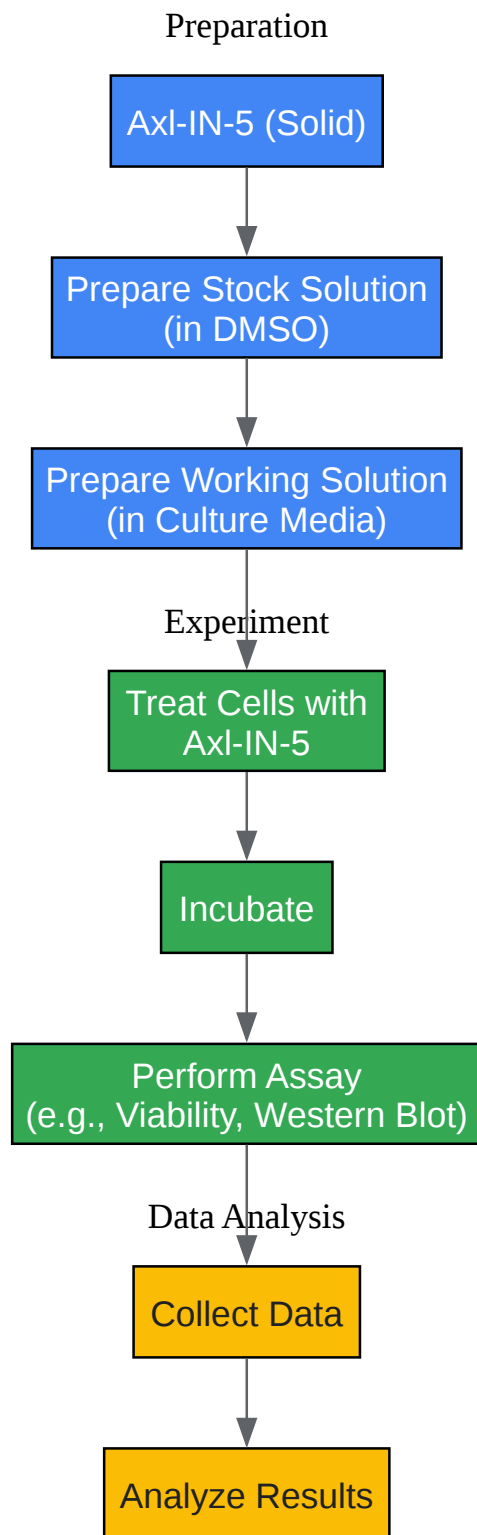 Preparation
Axl-IN-5 (Solid)
Prepare Stock Solution
(in DMSO)
Prepare Working Solution
(in Culture Media)
Experiment
Treat Cells with
Axl-IN-5
Incubate
Perform Assay
(e.g., Viability, Western Blot)
Data Analysis
Collect Data
Analyze Results